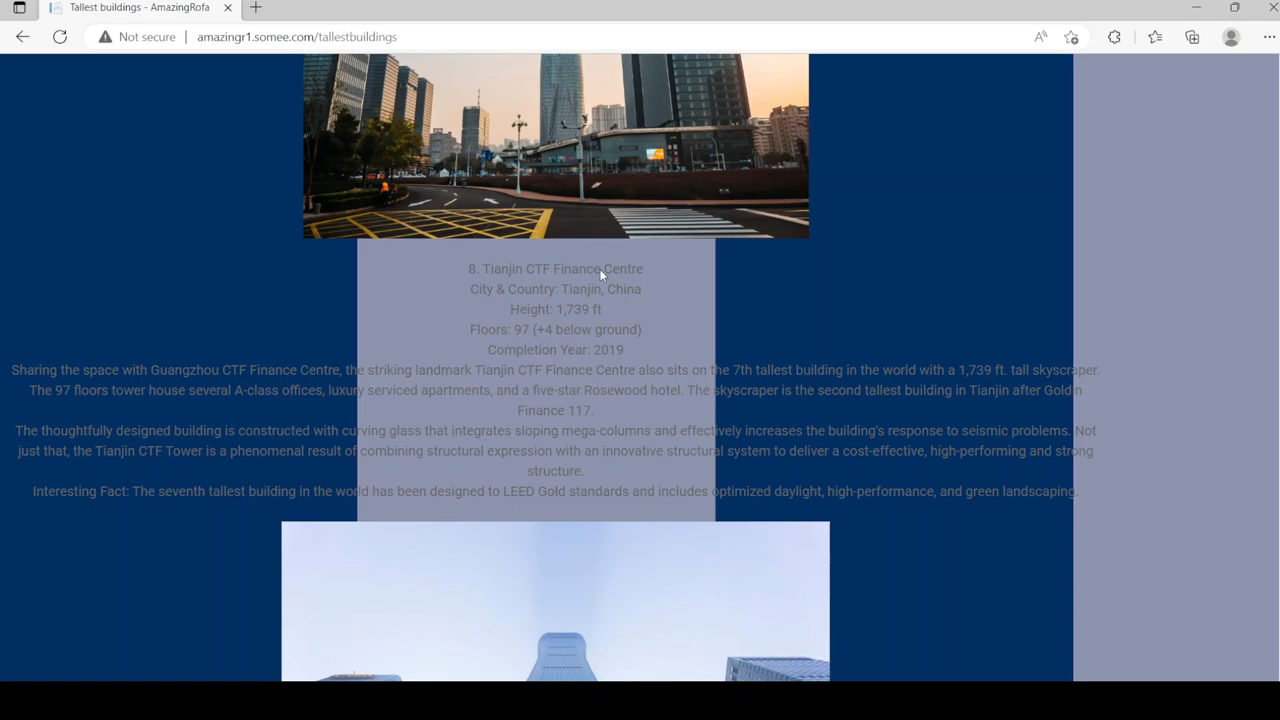 Tallest buildings - AmazingRofa
Not secure
amazingr1.somee.com/tallestbuildings
8. Tianjin CTF Finance Centre
City & Country: Tianjin, China
Height: 1,739 ft
Floors: 97 (+4 below ground)
Completion Year: 2019
Sharing the space with Guangzhou CTF Finance Centre, the striking landmark Tianjin CTF Finance Centre also sits on the 7th tallest building in the world with a 1,739 ft. tall skyscraper.
The 97 floors tower house several A-class offices, luxury serviced apartments, and a five-star Rosewood hotel. The skyscraper is the second tallest building in Tianjin after Goldin
Finance 117.
The thoughtfully designed building is constructed with curving glass that integrates sloping mega-columns and effectively increases the building's response to seismic problems. Not
just that, the Tianjin CTF Tower is a phenomenal result of combining structural expression with an innovative structural system to deliver a cost-effective, high-performing and strong
structure.
Interesting Fact: The seventh tallest building in the world has been designed to LEED Gold standards and includes optimized daylight, high-performance, and green landscaping.